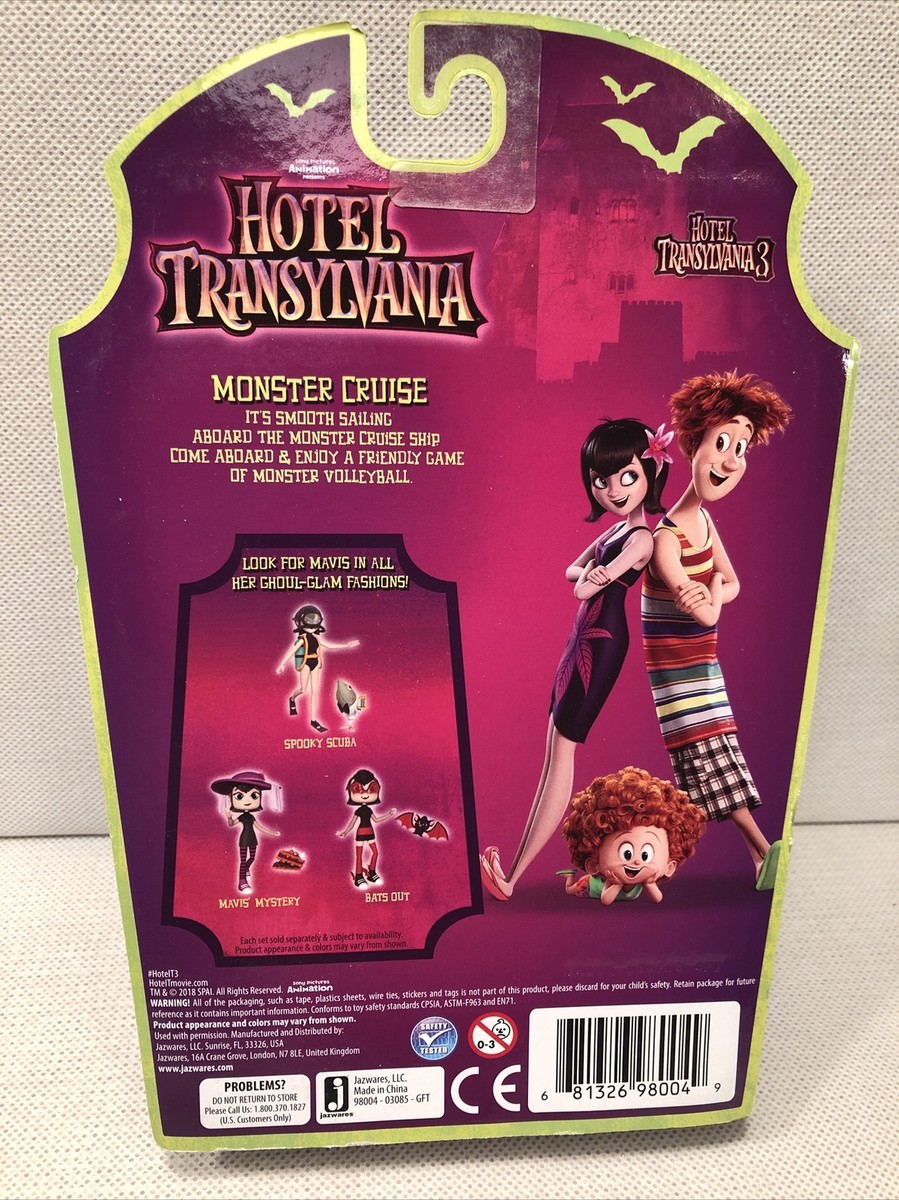 Sony Pictures
Animation
PRESENTS
HOTEL
TRANSYLVANIA
HOTEL
TRANSYLVANIA 3
MONSTER CRUISE
IT'S SMOOTH SAILING
ABOARD THE MONSTER CRUISE SHIP
COME ABOARD & ENJOY A FRIENDLY GAME
OF MONSTER VOLLEYBALL.
LOOK FOR MAVIS IN ALL
HER GHOUL-GLAM FASHIONS!
SPOOKY SCUBA
MAVIS' MYSTERY
BATS OUT
Each set sold separately & subject to availability.
Product appearance & colors may vary from shown.
#HotelT3
HotelTmovie.com
TM & © 2018 SPAI. All Rights Reserved. Sony Pictures Animation
WARNING! All of the packaging, such as tape, plastics sheets, wire ties, stickers and tags is not part of this product, please discard for your child's safety. Retain package for future
reference as it contains important information. Conforms to toy safety standards CPSIA, ASTM-F963 and EN71.
Product appearance and colors may vary from shown.
Used with permission. Manufactured and Distributed by:
Jazwares, LLC. Sunrise, FL, 33326, USA
Jazwares, 16A Crane Grove, London, N7 8LE, United Kingdom
www.jazwares.com
SAFETY
TESTED
0-3
PROBLEMS?
DO NOT RETURN TO STORE
Please Call Us: 1.800.370.1827
(U.S. Customers Only)
j
jazwares
Jazwares, LLC.
Made in China
98004 - 03085 - GFT
CE
6 81326 98004 9